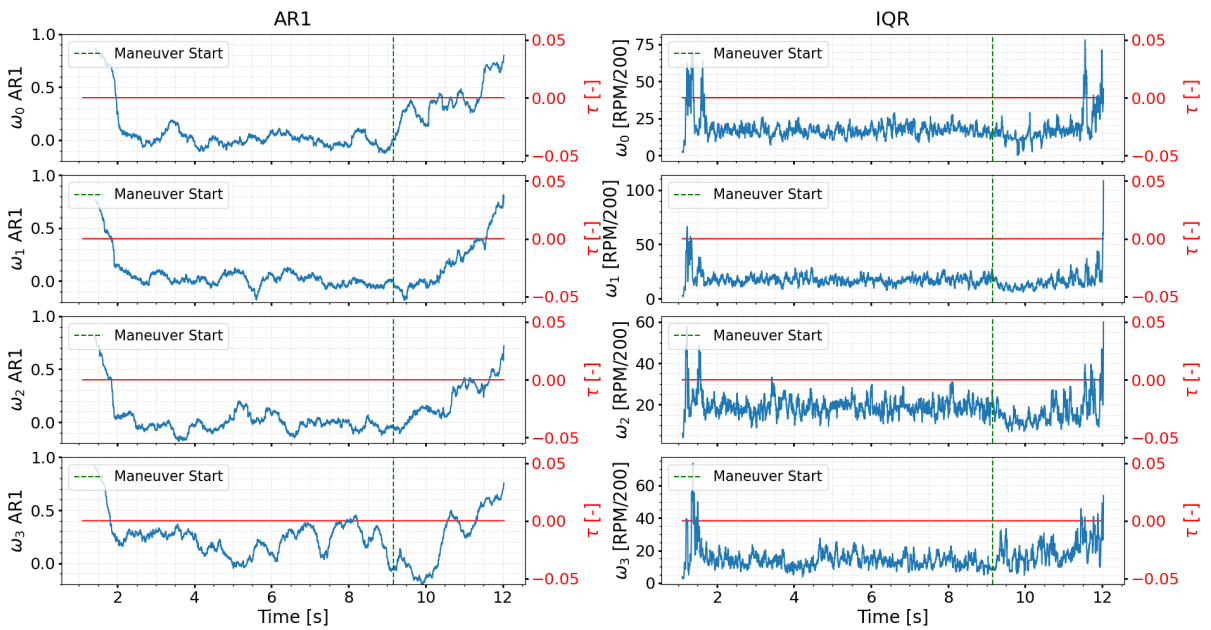 AR1
IQR
1.0
0.5
0.0
ω0 AR1
Maneuver Start
0.05
0.00
−0.05
τ [-]
75
50
25
0
ω0 [RPM/200]
Maneuver Start
0.05
0.00
−0.05
τ [-]
1.0
0.5
0.0
ω1 AR1
Maneuver Start
0.05
0.00
−0.05
τ [-]
100
50
0
ω1 [RPM/200]
Maneuver Start
0.05
0.00
−0.05
τ [-]
1.0
0.5
0.0
ω2 AR1
Maneuver Start
0.05
0.00
−0.05
τ [-]
60
40
20
ω2 [RPM/200]
Maneuver Start
0.05
0.00
−0.05
τ [-]
1.0
0.5
0.0
ω3 AR1
Maneuver Start
0.05
0.00
−0.05
τ [-]
60
40
20
0
ω3 [RPM/200]
Maneuver Start
0.05
0.00
−0.05
τ [-]
2 4 6 8 10 12
Time [s]
2 4 6 8 10 12
Time [s]